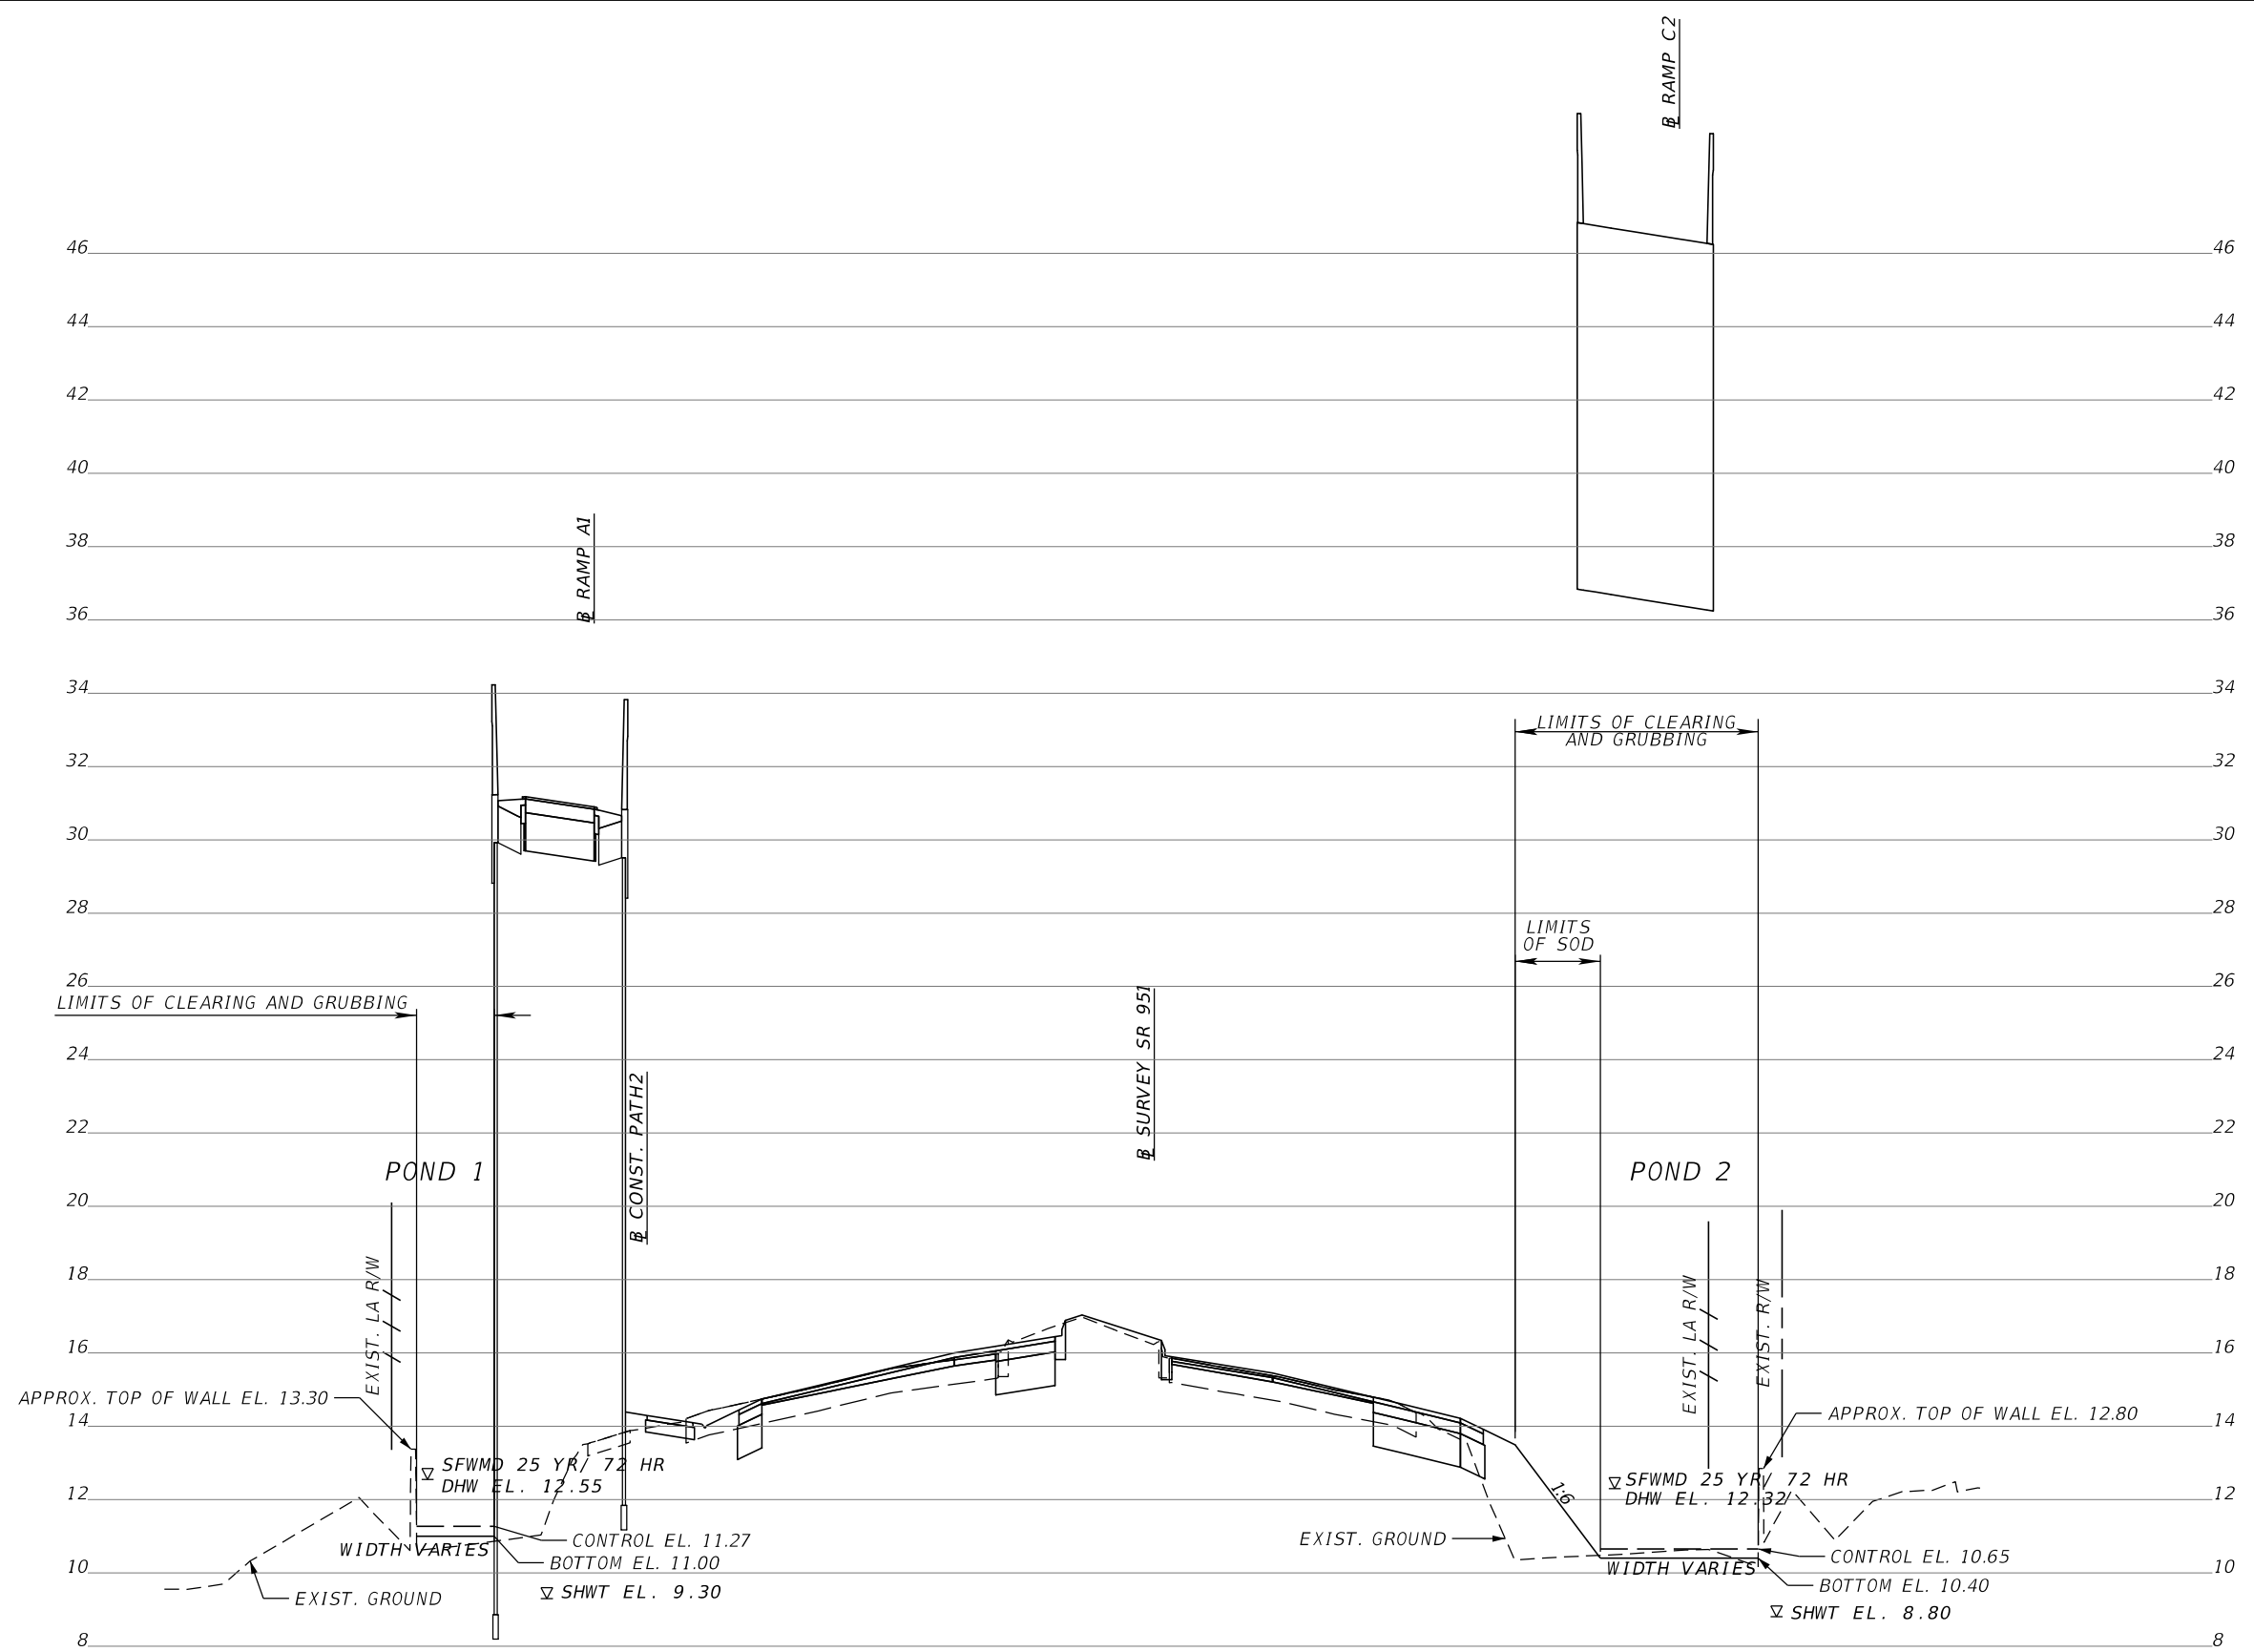 ℄ RAMP C2
46 46
44 44
42 42
40 40
℄ RAMP A1
38 38
36 36
34 34
LIMITS OF CLEARING
AND GRUBBING
32 32
30 30
28 28
LIMITS
OF SOD
26 26
LIMITS OF CLEARING AND GRUBBING
℄ SURVEY SR 951
24 24
℄ CONST. PATH2
22 22
POND 1
POND 2
20 20
EXIST. LA R/W
EXIST. LA R/W
EXIST. R/W
18 18
16 16
APPROX. TOP OF WALL EL. 13.30
APPROX. TOP OF WALL EL. 12.80
14 14
SFWMD 25 YR/ 72 HR
DHW EL. 12.55
SFWMD 25 YR/ 72 HR
DHW EL. 12.32
1:6
12 12
EXIST. GROUND
CONTROL EL. 11.27
WIDTH VARIES
BOTTOM EL. 11.00
CONTROL EL. 10.65
WIDTH VARIES
10 10
BOTTOM EL. 10.40
EXIST. GROUND
SHWT EL. 9.30
SHWT EL. 8.80
8 8